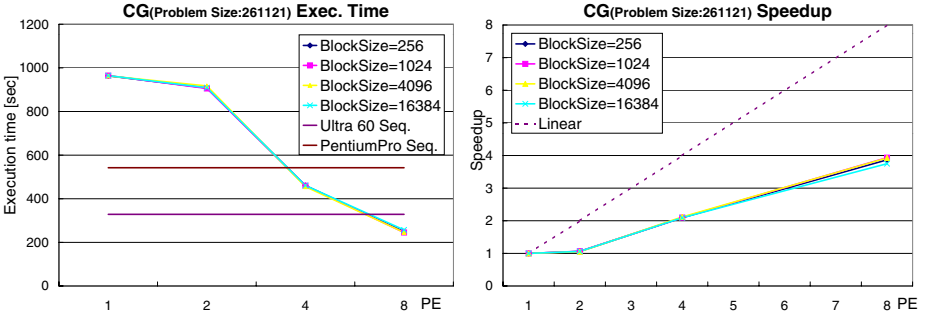 CG(Problem Size:261121) Exec. Time
Execution time [sec]
1200
1000
800
600
400
200
0
BlockSize=256
BlockSize=1024
BlockSize=4096
BlockSize=16384
Ultra 60 Seq.
PentiumPro Seq.
1 2 4 8 PE
CG(Problem Size:261121) Speedup
Speedup
8
7
6
5
4
3
2
1
0
BlockSize=256
BlockSize=1024
BlockSize=4096
BlockSize=16384
Linear
1 2 3 4 5 6 7 8 PE